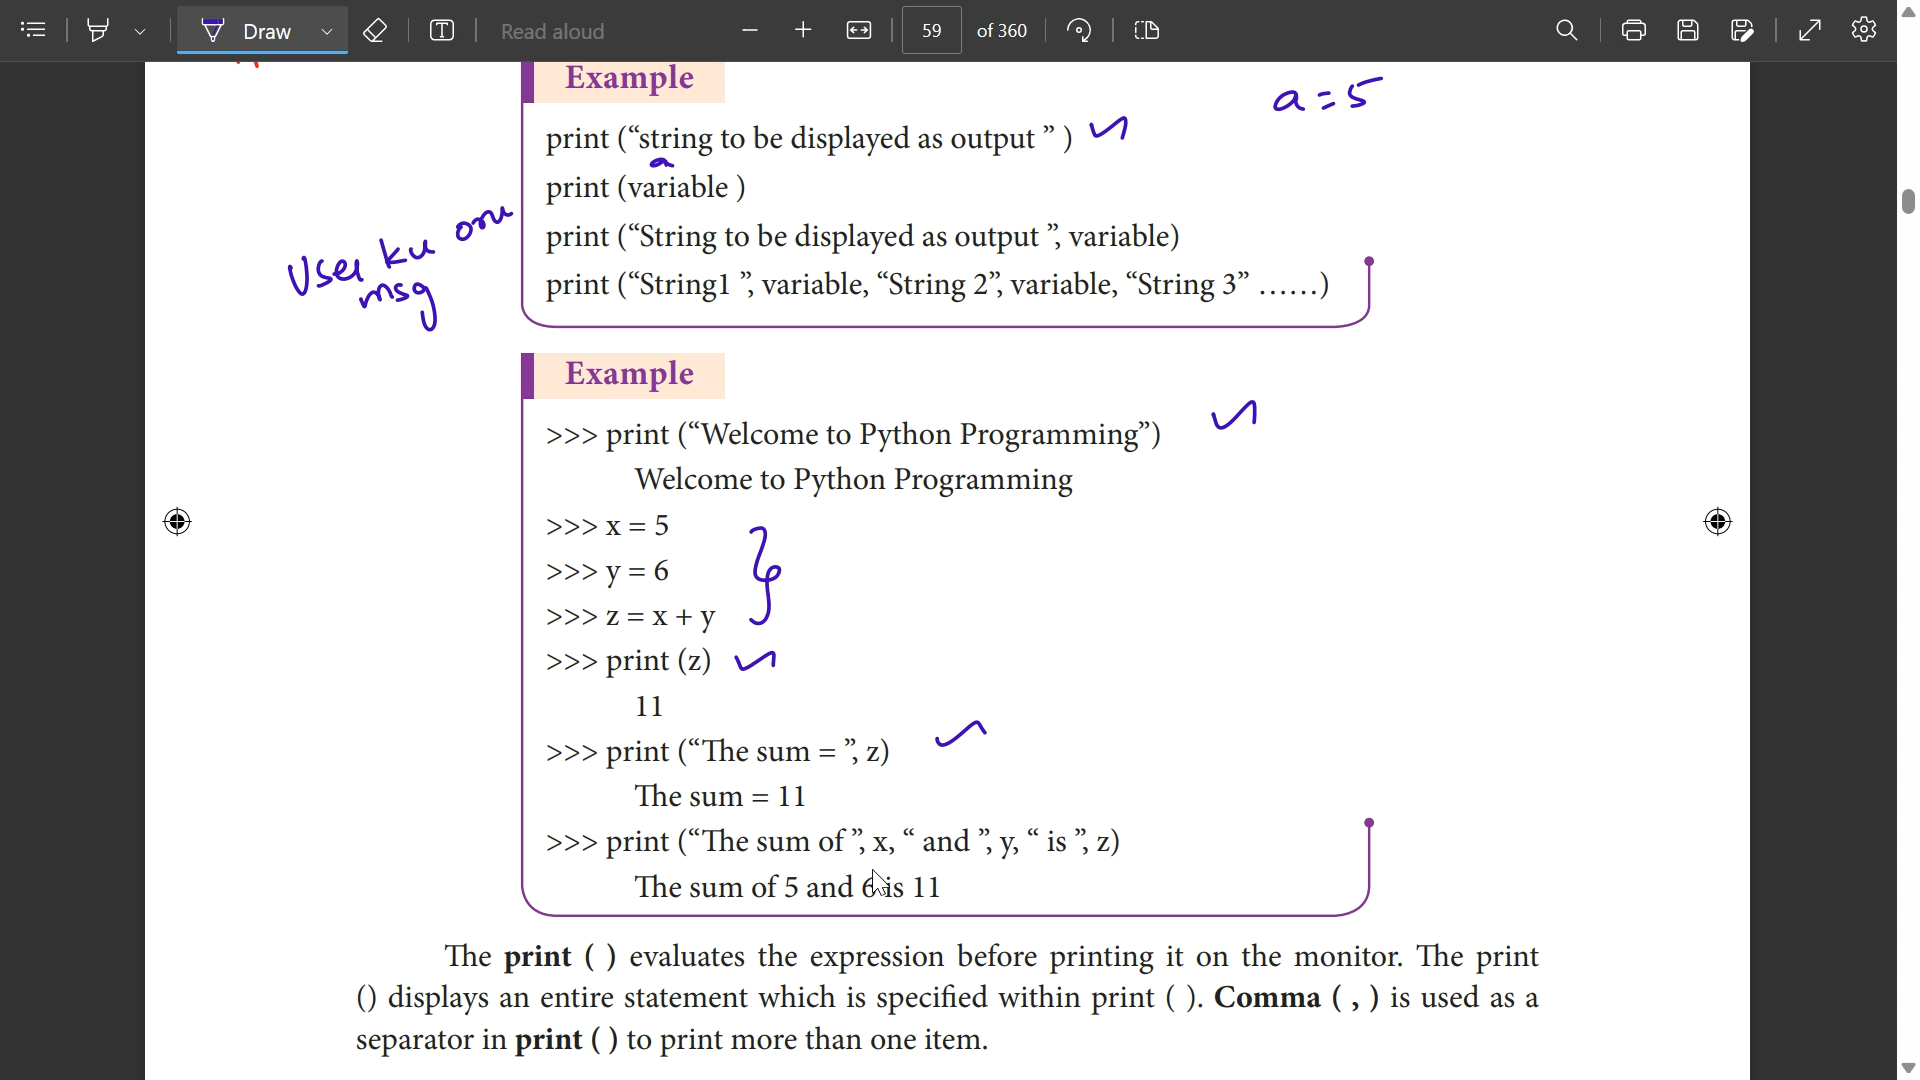 Draw
Read aloud
59 of 360
Example
a = 5
print (“string to be displayed as output ” )
a
print (variable )
User ku oru
msg
print (“String to be displayed as output ”, variable)
print (“String1 ”, variable, “String 2”, variable, “String 3” ……)
Example
>>> print (“Welcome to Python Programming”)
Welcome to Python Programming
>>> x = 5
>>> y = 6
>>> z = x + y
>>> print (z)
11
>>> print (“The sum = ”, z)
The sum = 11
>>> print (“The sum of ”, x, “ and ”, y, “ is ”, z)
The sum of 5 and 6 is 11
The print ( ) evaluates the expression before printing it on the monitor. The print
() displays an entire statement which is specified within print ( ). Comma ( , ) is used as a
separator in print ( ) to print more than one item.